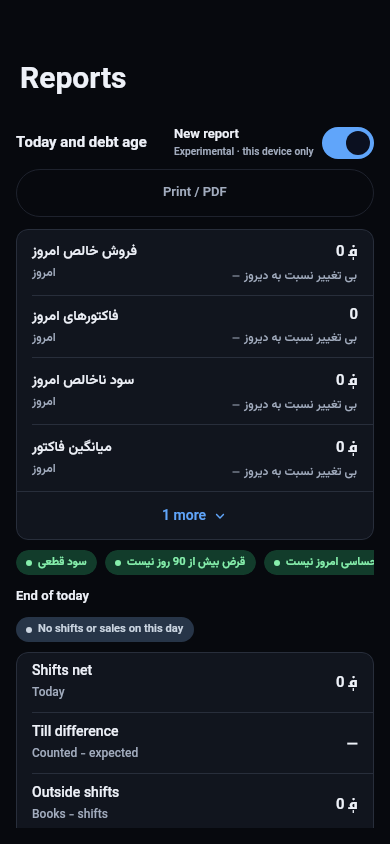 Reports
Today and debt age
New report
Experimental · this device only
Print / PDF
فروش خالص امروز
0 ؋
امروز
بی تغییر نسبت به دیروز –
فاکتورهای امروز
0
امروز
بی تغییر نسبت به دیروز –
سود ناخالص امروز
0 ؋
امروز
بی تغییر نسبت به دیروز –
میانگین فاکتور
0 ؋
امروز
بی تغییر نسبت به دیروز –
1 more
سود قطعی
قرض بیش از 90 روز نیست
حساسی امروز نیست
End of today
No shifts or sales on this day
Shifts net
0 ؋
Today
Till difference
—
Counted - expected
Outside shifts
0 ؋
Books - shifts